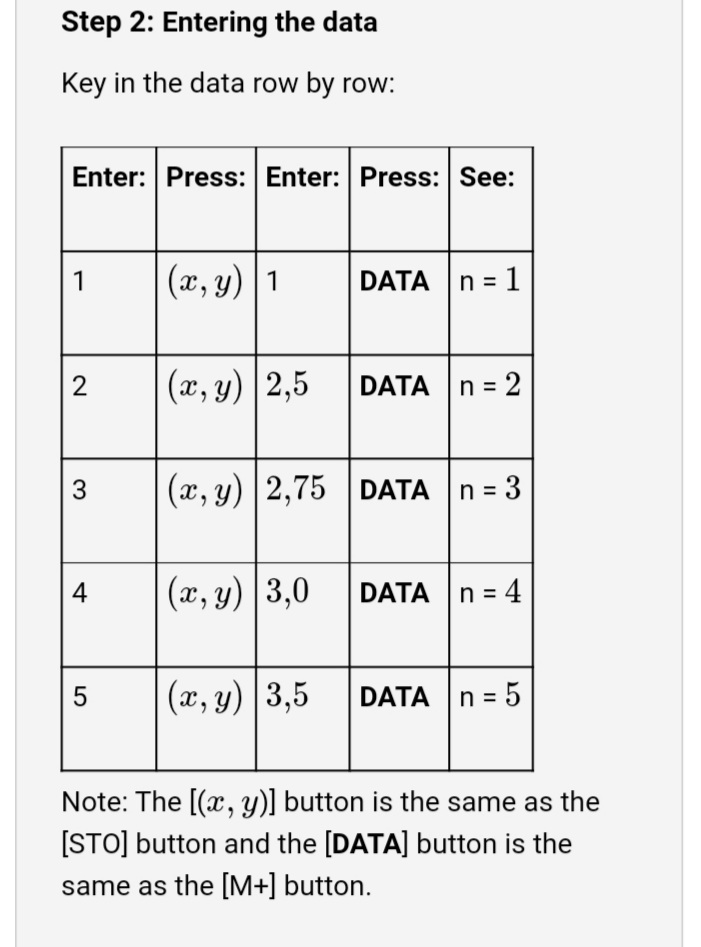 Step 2: Entering the data
Key in the data row by row:
Enter: Press: Enter: Press: See:
1 (x, y) 1 DATA n = 1
2 (x, y) 2,5 DATA n = 2
3 (x, y) 2,75 DATA n = 3
4 (x, y) 3,0 DATA n = 4
5 (x, y) 3,5 DATA n = 5
Note: The [(x, y)] button is the same as the
[STO] button and the [DATA] button is the
same as the [M+] button.